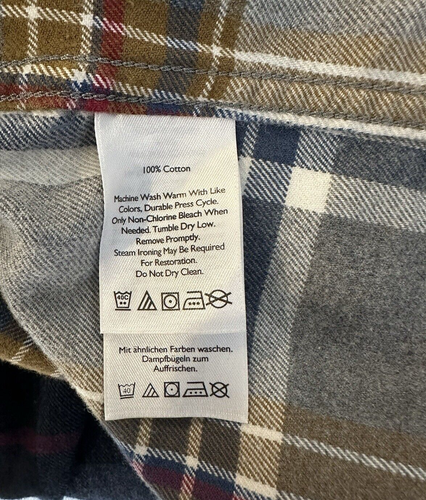 100% Cotton
Machine Wash Warm With Like
Colors, Durable Press Cycle.
Only Non-Chlorine Bleach When
Needed. Tumble Dry Low.
Remove Promptly.
Steam Ironing May Be Required
For Restoration.
Do Not Dry Clean.
40C
Mit ähnlichen Farben waschen.
Dampfbügeln zum
Auffrischen.
40